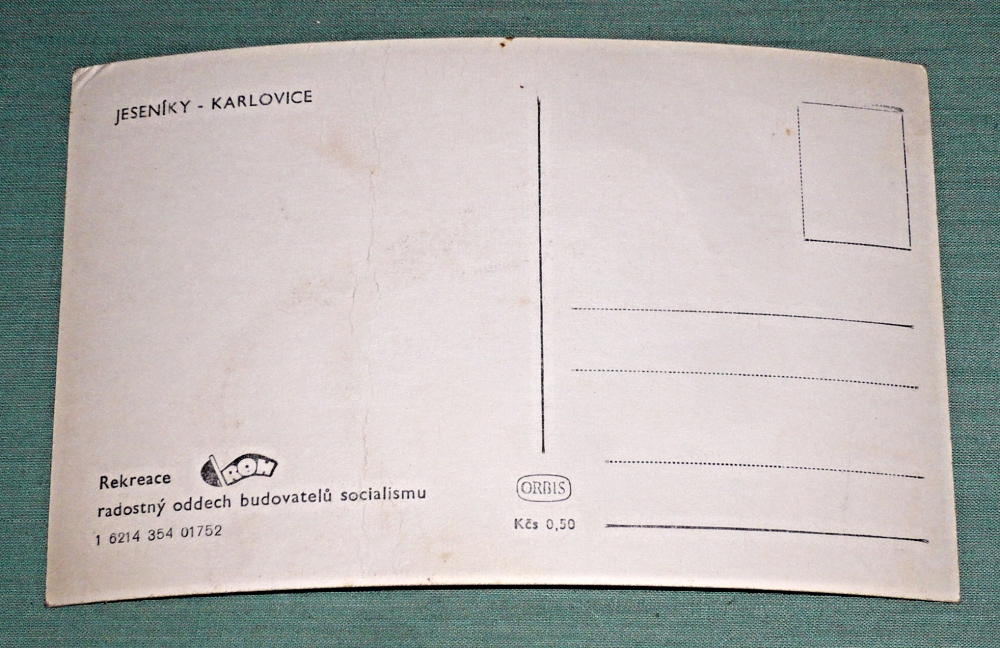 JESENÍKY - KARLOVICE
Rekreace ROH
radostný oddech budovatelů socialismu
1 6214 354 01752
ORBIS
Kčs 0,50